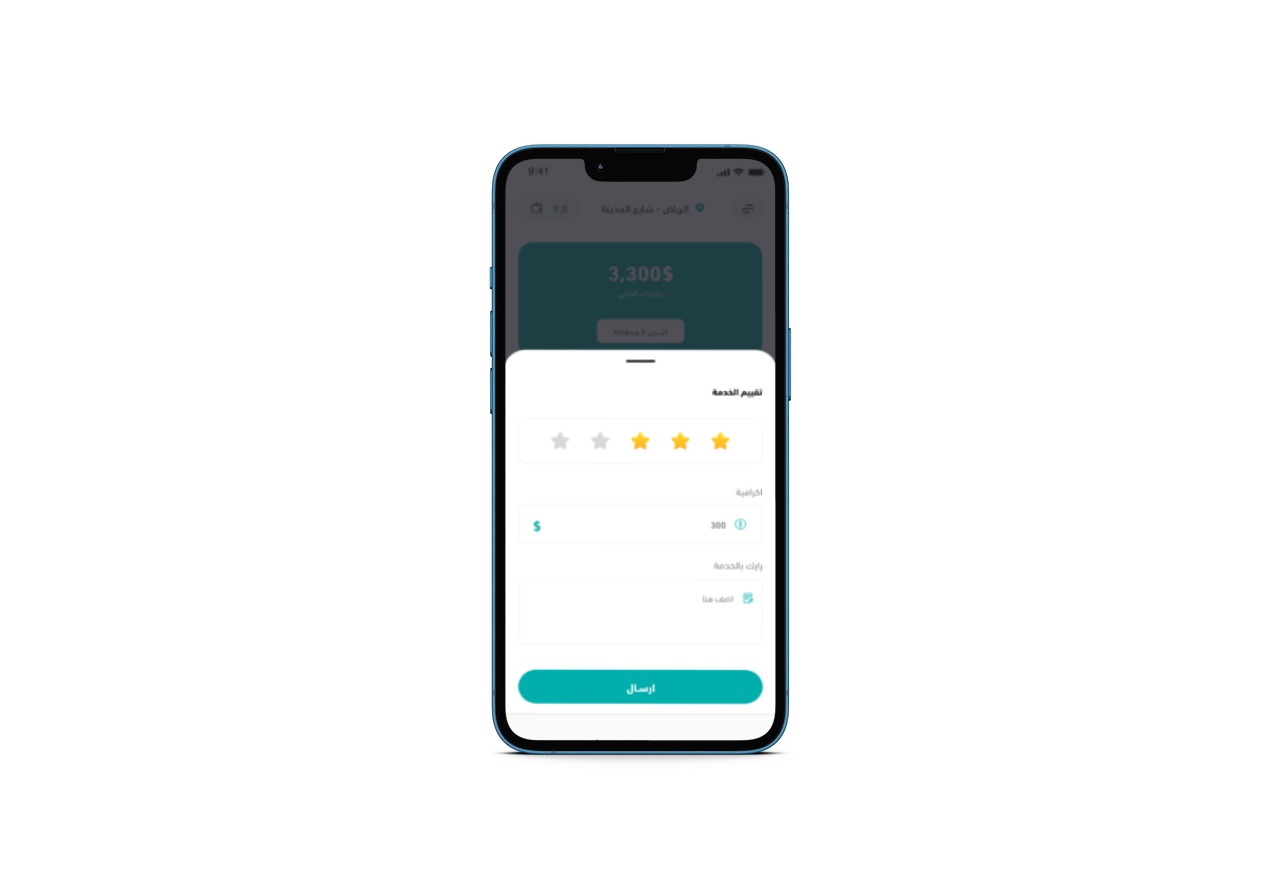 9:41
الرياض - شارع المدينة
0.0
3,300$
رصيدك الحالي
اشحن المحفظة
تقييم الخدمة
اكرامية
300
$
رايك بالخدمة
اضف هنا
ارسال